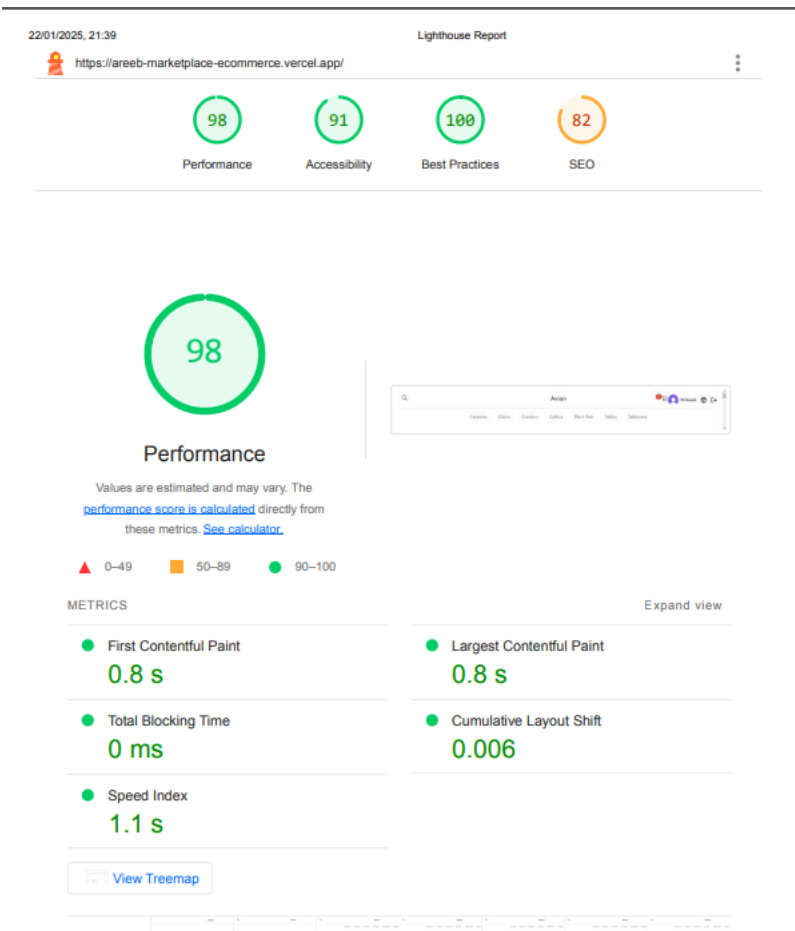 22/01/2025, 21:39 Lighthouse Report
https://areeb-marketplace-ecommerce.vercel.app/
98 91 100 82
Performance Accessibility Best Practices SEO
98
Avian
Performance
Values are estimated and may vary. The
performance score is calculated directly from
these metrics. See calculator.
0–49 50–89 90–100
METRICS Expand view
First Contentful Paint Largest Contentful Paint
0.8 s 0.8 s
Total Blocking Time Cumulative Layout Shift
0 ms 0.006
Speed Index
1.1 s
View Treemap